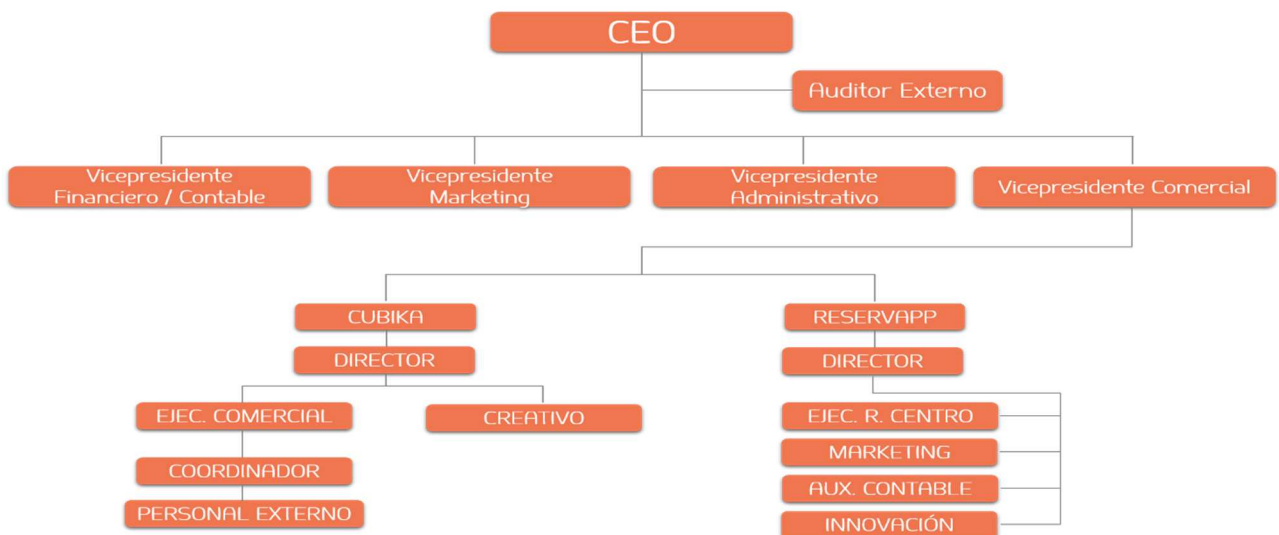 CEO
Auditor Externo
Vicepresidente
Financiero / Contable
Vicepresidente
Marketing
Vicepresidente
Administrativo
Vicepresidente Comercial
CUBIKA
DIRECTOR
EJEC. COMERCIAL
CREATIVO
COORDINADOR
PERSONAL EXTERNO
RESERVAPP
DIRECTOR
EJEC. R. CENTRO
MARKETING
AUX. CONTABLE
INNOVACIÓN